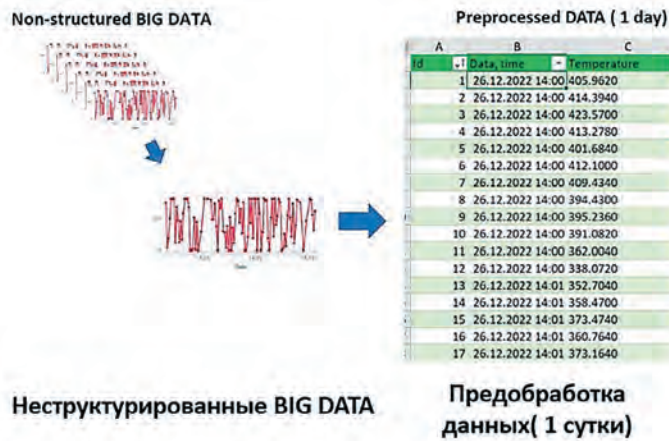 Non-structured BIG DATA
Preprocessed DATA ( 1 day)
A B C
Id Data, time Temperature
1 26.12.2022 14:00 405.9620
2 26.12.2022 14:00 414.3940
3 26.12.2022 14:00 423.5700
4 26.12.2022 14:00 413.2780
5 26.12.2022 14:00 401.6840
6 26.12.2022 14:00 412.1000
7 26.12.2022 14:00 409.4340
8 26.12.2022 14:00 394.4300
9 26.12.2022 14:00 395.2360
10 26.12.2022 14:00 391.0820
11 26.12.2022 14:00 362.0040
12 26.12.2022 14:00 338.0720
13 26.12.2022 14:01 352.7040
14 26.12.2022 14:01 358.4700
15 26.12.2022 14:01 373.4740
16 26.12.2022 14:01 360.7640
17 26.12.2022 14:01 373.1640
Неструктурированные BIG DATA
Предобработка
данных( 1 сутки)